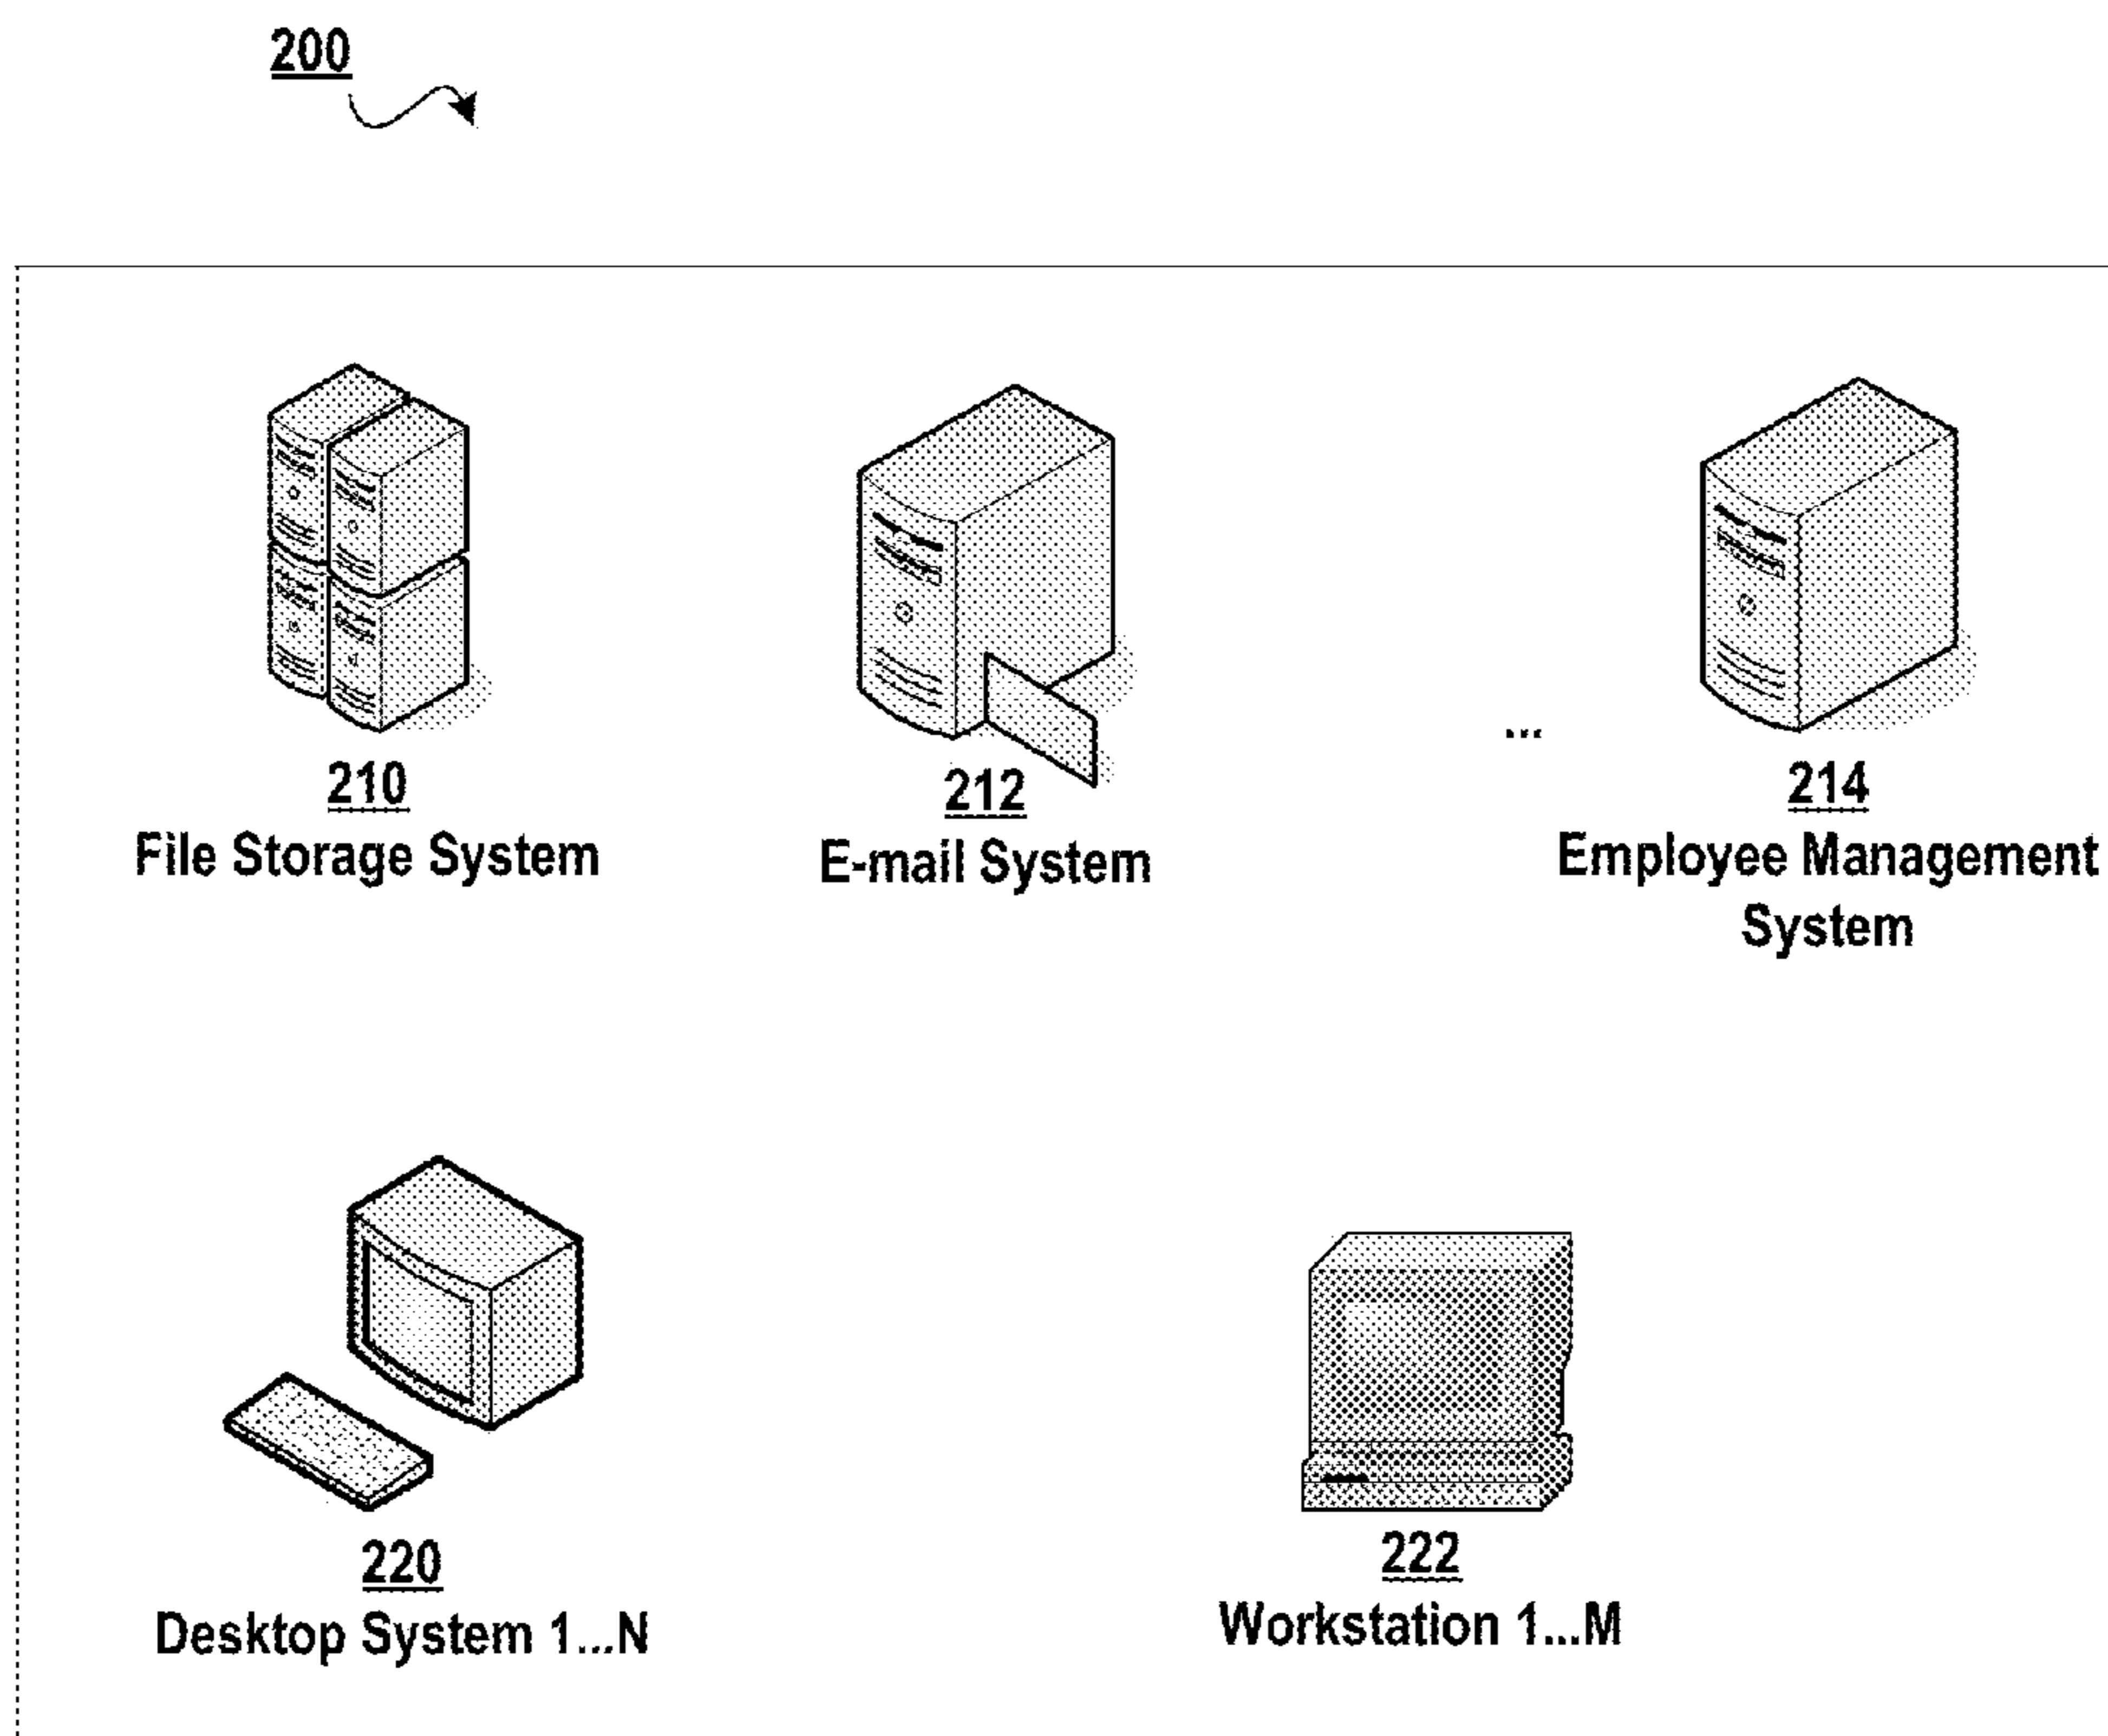 200
210
File Storage System
212
E-mail System
...
214
Employee Management
System
220
Desktop System 1...N
222
Workstation 1...M